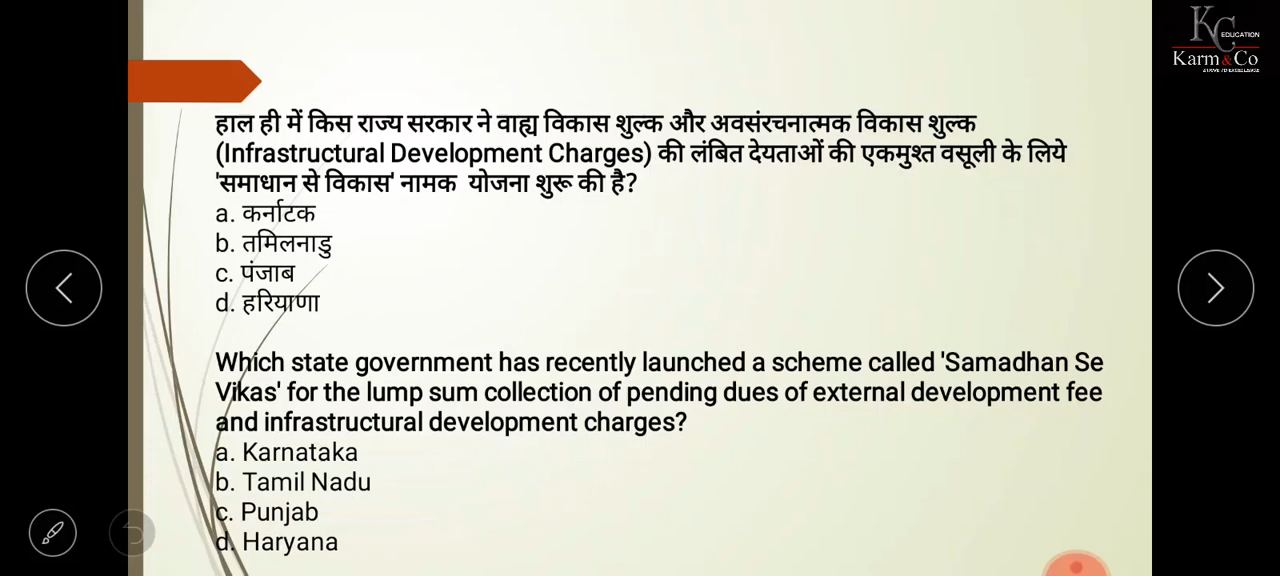 KC EDUCATION
Karm&Co
हाल ही में किस राज्य सरकार ने वाह्य विकास शुल्क और अवसंरचनात्मक विकास शुल्क
(Infrastructural Development Charges) की लंबित देयताओं की एकमुश्त वसूली के लिये
'समाधान से विकास' नामक योजना शुरू की है?
a. कर्नाटक
b. तमिलनाडु
c. पंजाब
d. हरियाणा
Which state government has recently launched a scheme called 'Samadhan Se
Vikas' for the lump sum collection of pending dues of external development fee
and infrastructural development charges?
a. Karnataka
b. Tamil Nadu
c. Punjab
d. Haryana